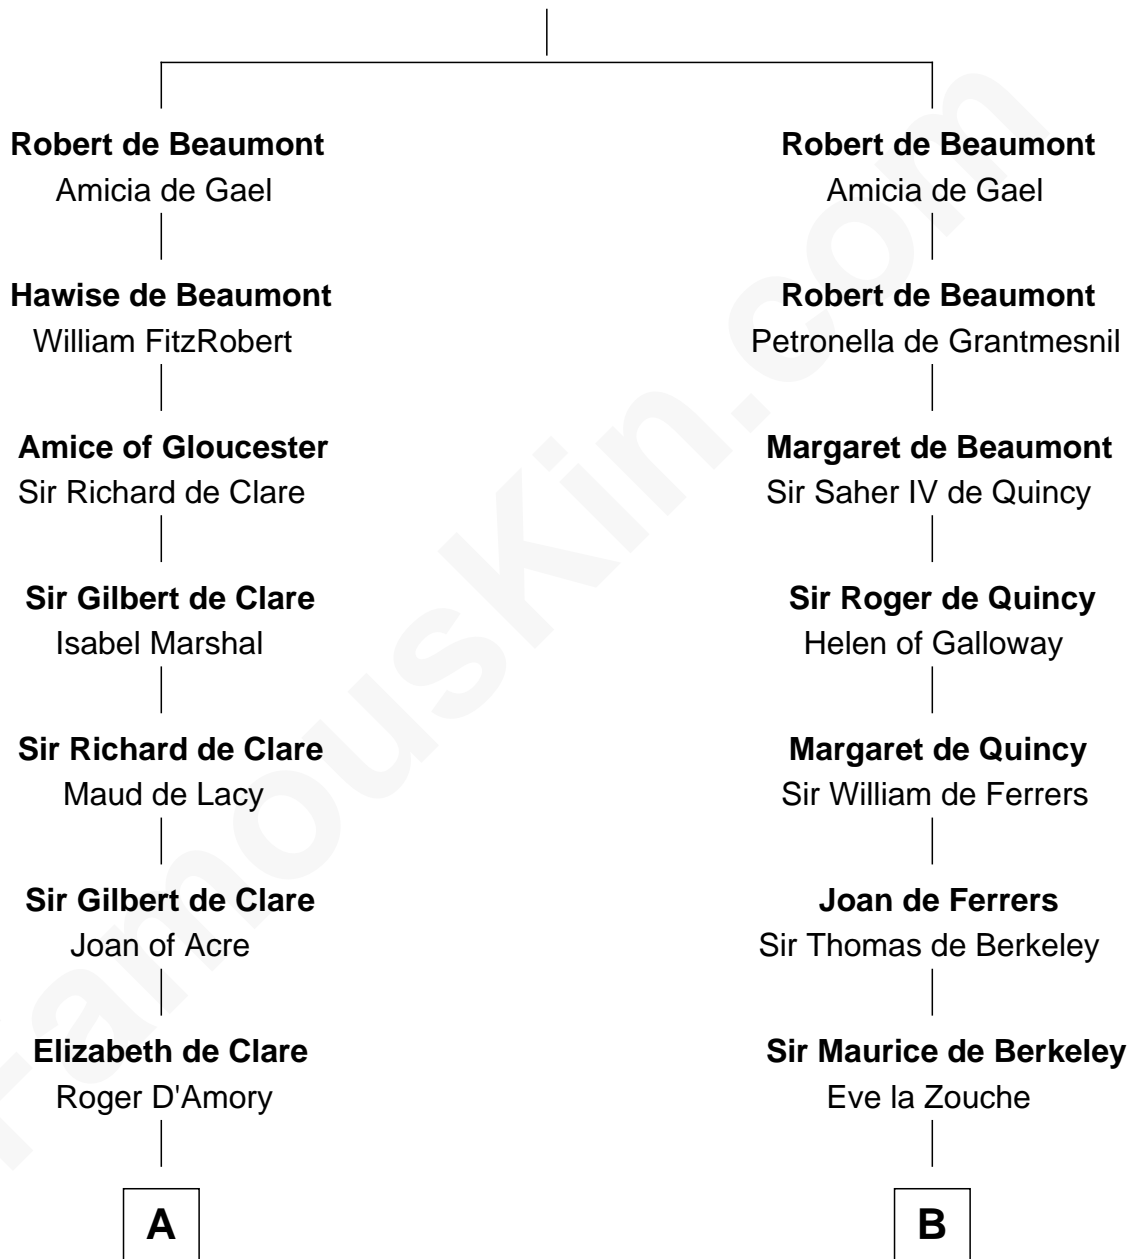 Robert de Beaumont
Amicia de Gael
Hawise de Beaumont
William FitzRobert
Amice of Gloucester
Sir Richard de Clare
Sir Gilbert de Clare
Isabel Marshal
Sir Richard de Clare
Maud de Lacy
Sir Gilbert de Clare
Joan of Acre
Elizabeth de Clare
Roger D'Amory
A
Robert de Beaumont
Amicia de Gael
Robert de Beaumont
Petronella de Grantmesnil
Margaret de Beaumont
Sir Saher IV de Quincy
Sir Roger de Quincy
Helen of Galloway
Margaret de Quincy
Sir William de Ferrers
Joan de Ferrers
Sir Thomas de Berkeley
Sir Maurice de Berkeley
Eve la Zouche
B
FamousKin.com